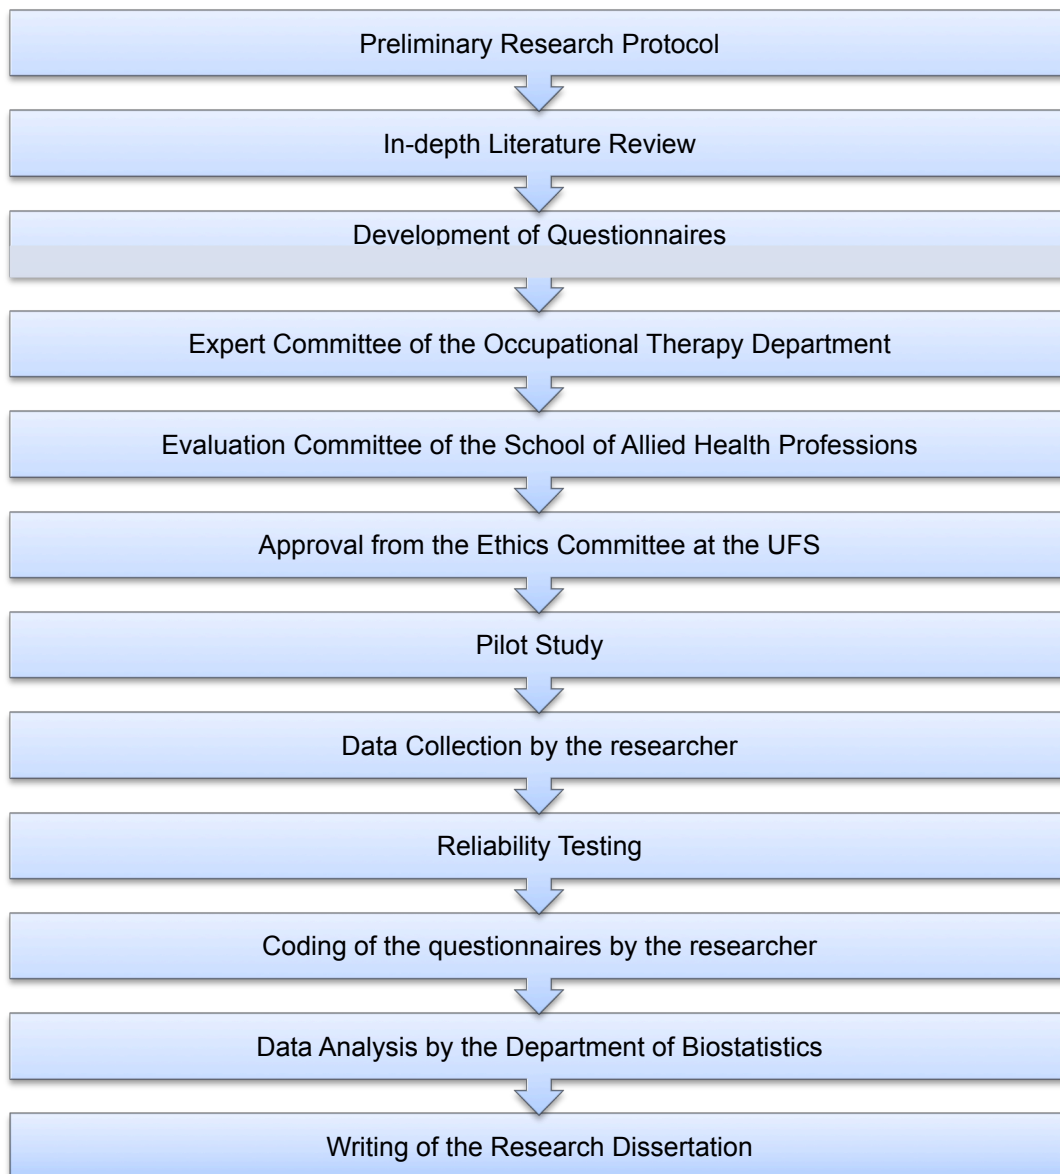 Preliminary Research Protocol
In-depth Literature Review
Development of Questionnaires
Expert Committee of the Occupational Therapy Department
Evaluation Committee of the School of Allied Health Professions
Approval from the Ethics Committee at the UFS
Pilot Study
Data Collection by the researcher
Reliability Testing
Coding of the questionnaires by the researcher
Data Analysis by the Department of Biostatistics
Writing of the Research Dissertation